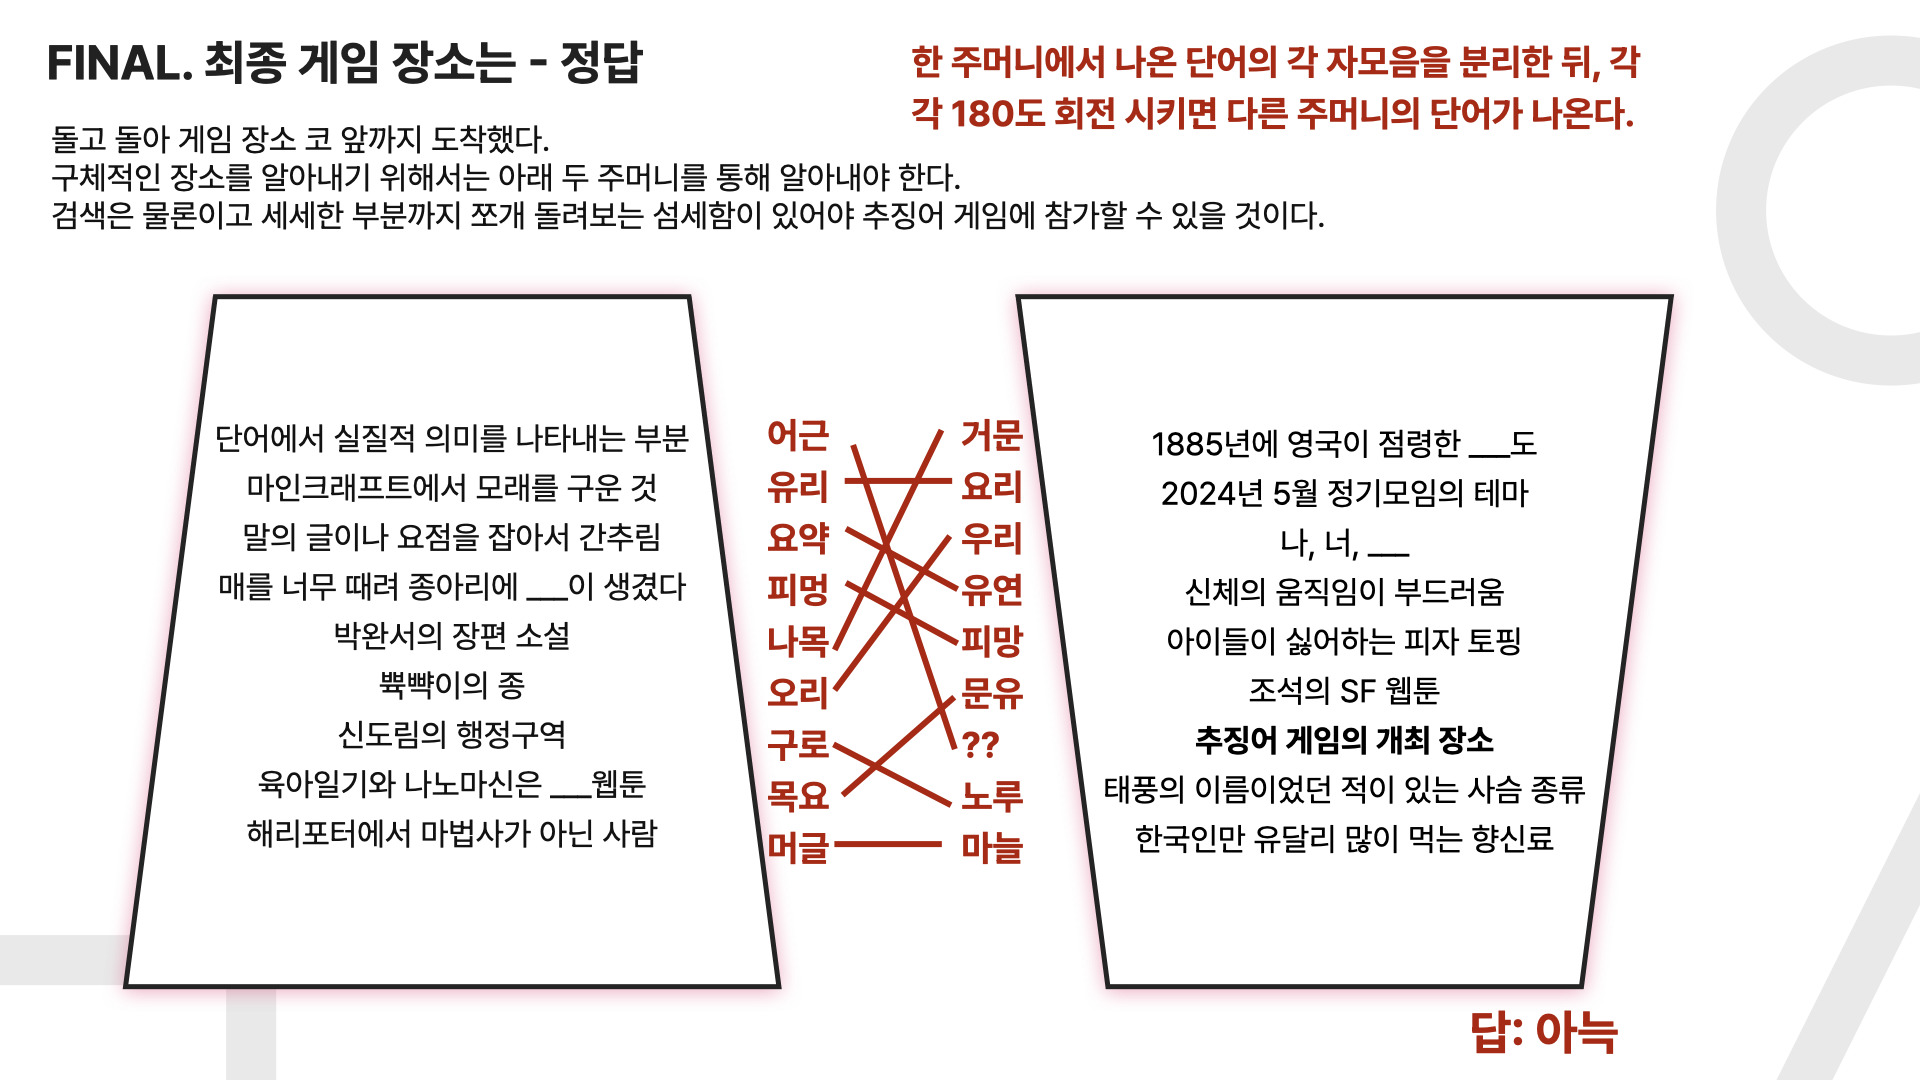 FINAL. 최종 게임 장소는 - 정답
한 주머니에서 나온 단어의 각 자모음을 분리한 뒤, 각
각 180도 회전 시키면 다른 주머니의 단어가 나온다.
돌고 돌아 게임 장소 코 앞까지 도착했다.
구체적인 장소를 알아내기 위해서는 아래 두 주머니를 통해 알아내야 한다.
검색은 물론이고 세세한 부분까지 쪼개 돌려보는 섬세함이 있어야 추징어 게임에 참가할 수 있을 것이다.
단어에서 실질적 의미를 나타내는 부분
마인크래프트에서 모래를 구운 것
말의 글이나 요점을 잡아서 간추림
매를 너무 때려 종아리에 ___이 생겼다
박완서의 장편 소설
쀾뺙이의 종
신도림의 행정구역
육아일기와 나노마신은 ___웹툰
해리포터에서 마법사가 아닌 사람
어근
유리
요약
피멍
나목
오리
구로
목요
머글
거문
요리
우리
유연
피망
문유
??
노루
마늘
1885년에 영국이 점령한 ___도
2024년 5월 정기모임의 테마
나, 너, ___
신체의 움직임이 부드러움
아이들이 싫어하는 피자 토핑
조석의 SF 웹툰
추징어 게임의 개최 장소
태풍의 이름이었던 적이 있는 사슴 종류
한국인만 유달리 많이 먹는 향신료
답: 아늑